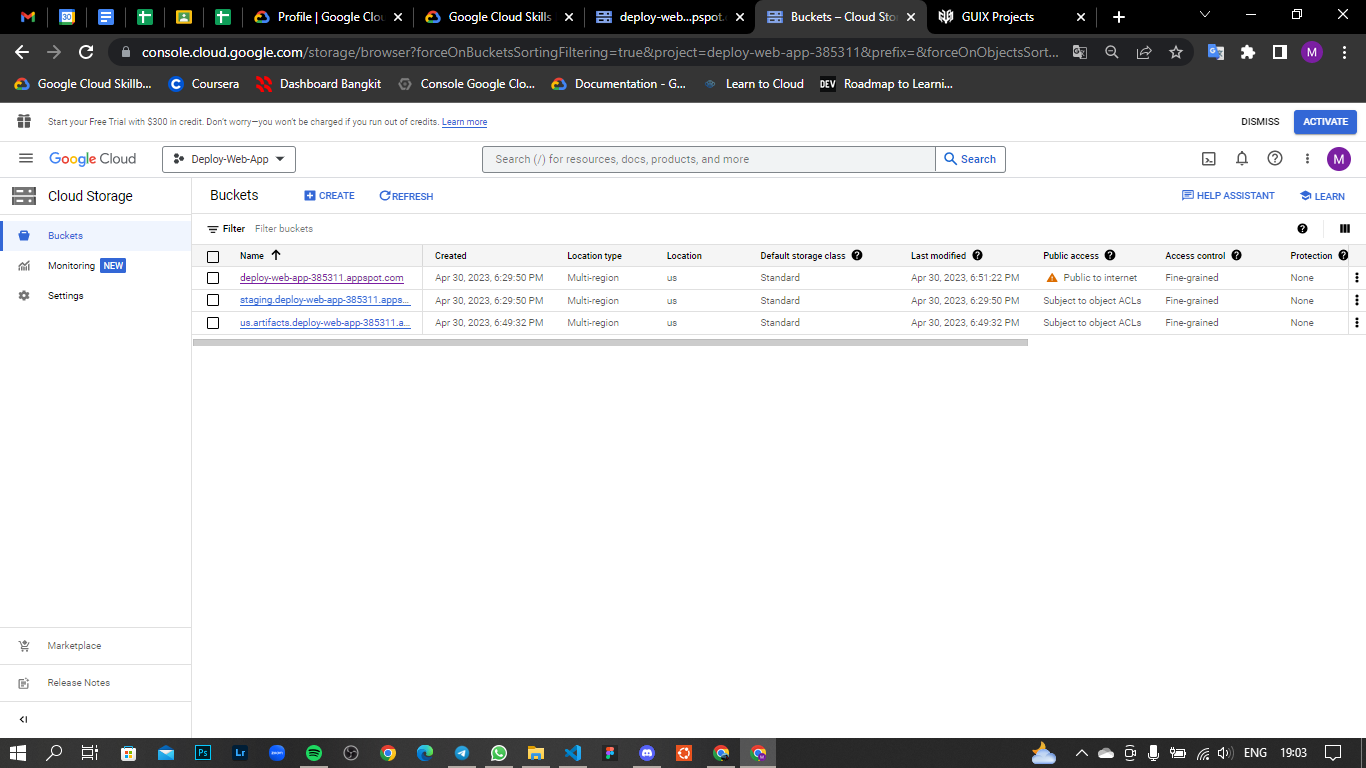 Profile | Google Clou
Google Cloud Skills
deploy-web...pspot.
Buckets – Cloud Sto
GUIX Projects
console.cloud.google.com/storage/browser?forceOnBucketsSortingFiltering=true&project=deploy-web-app-385311&prefix=&forceOnObjectsSort...
M
Google Cloud Skillb...
Coursera
Dashboard Bangkit
Console Google Clo...
Documentation - G...
Learn to Cloud
DEV
Roadmap to Learni...
Start your Free Trial with $300 in credit. Don't worry—you won't be charged if you run out of credits. Learn more
DISMISS
ACTIVATE
Google Cloud
Deploy-Web-App
Search (/) for resources, docs, products, and more
Search
M
Cloud Storage
Buckets
Monitoring NEW
Settings
Marketplace
Release Notes
Buckets
CREATE
REFRESH
HELP ASSISTANT
LEARN
Filter Filter buckets
Name Created Location type Location Default storage class Last modified Public access Access control Protection
deploy-web-app-385311.appspot.com Apr 30, 2023, 6:29:50 PM Multi-region us Standard Apr 30, 2023, 6:51:22 PM Public to internet Fine-grained None
staging.deploy-web-app-385311.apps... Apr 30, 2023, 6:29:50 PM Multi-region us Standard Apr 30, 2023, 6:29:50 PM Subject to object ACLs Fine-grained None
us.artifacts.deploy-web-app-385311.a... Apr 30, 2023, 6:49:32 PM Multi-region us Standard Apr 30, 2023, 6:49:32 PM Subject to object ACLs Fine-grained None
Ps
Lr
zoom
ENG
19:03